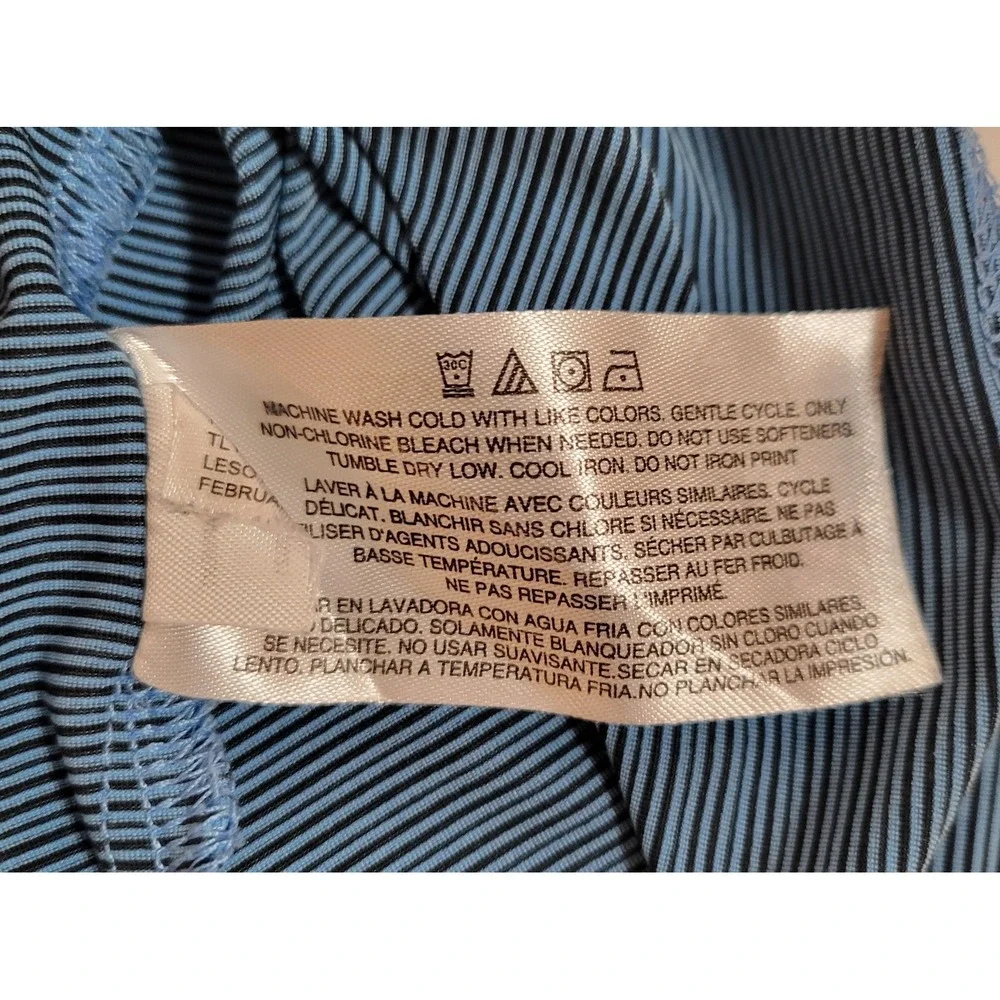 30C
MACHINE WASH COLD WITH LIKE COLORS. GENTLE CYCLE. ONLY
NON-CHLORINE BLEACH WHEN NEEDED. DO NOT USE SOFTENERS.
TUMBLE DRY LOW. COOL IRON. DO NOT IRON PRINT
LAVER À LA MACHINE AVEC COULEURS SIMILAIRES. CYCLE
DÉLICAT. BLANCHIR SANS CHLORE SI NÉCESSAIRE. NE PAS
ILISER D'AGENTS ADOUCISSANTS. SÉCHER PAR CULBUTAGE À
BASSE TEMPÉRATURE. REPASSER AU FER FROID.
NE PAS REPASSER L'IMPRIMÉ.
R EN LAVADORA CON AGUA FRIA CON COLORES SIMILARES.
DELICADO. SOLAMENTE BLANQUEADOR SIN CLORO CUANDO
SE NECESITE. NO USAR SUAVISANTE.SECAR EN SECADORA CICLO
LENTO. PLANCHAR A TEMPERATURA FRIA.NO PLANCHAR LA IMPRESIÓN.
TL
LESO
FEBRUA